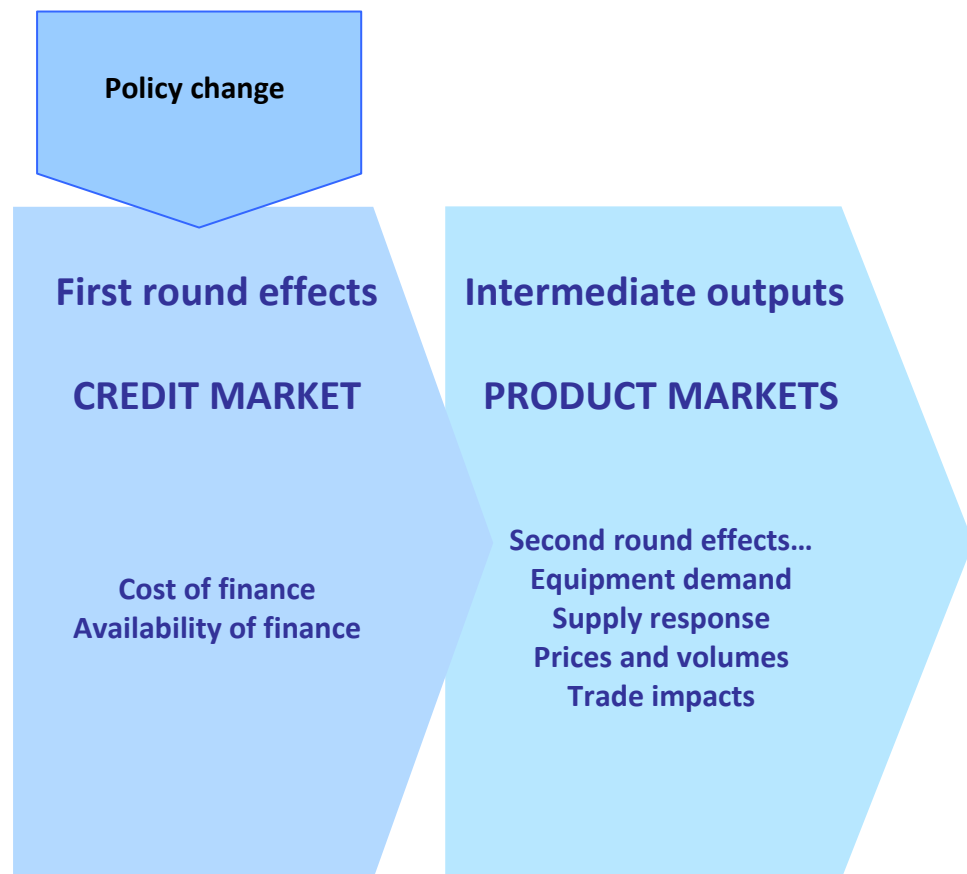 Policy change
First round effects
CREDIT MARKET
Cost of finance
Availability of finance
Intermediate outputs
PRODUCT MARKETS
Second round effects…
Equipment demand
Supply response
Prices and volumes
Trade impacts